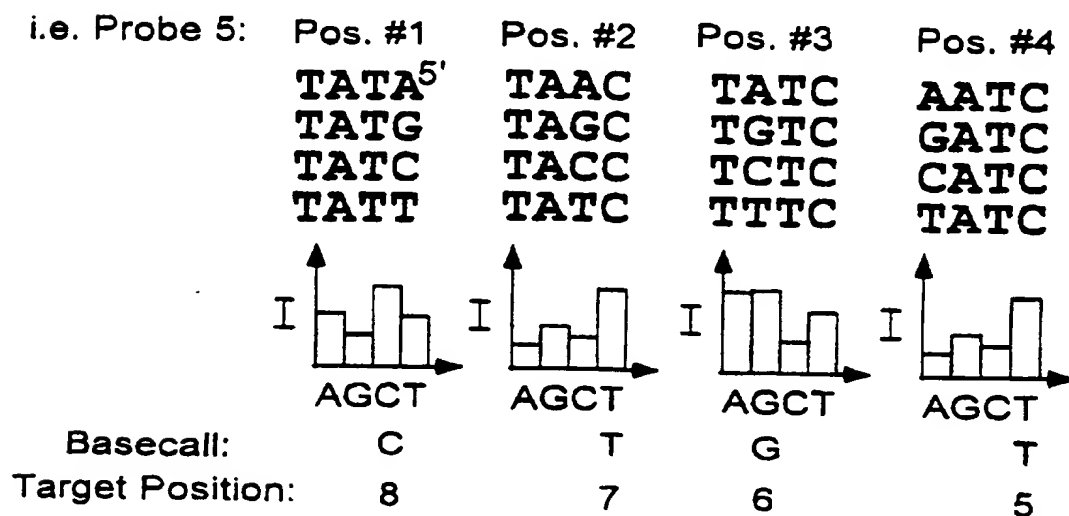 i.e. Probe 5: Pos. #1 Pos. #2 Pos. #3 Pos. #4
TATA5' TAAC TATC AATC
TATG TAGC TGTC GATC
TATC TACC TCTC CATC
TATT TATC TTTC TATC
I I I I
AGCT AGCT AGCT AGCT
Basecall: C T G T
Target Position: 8 7 6 5